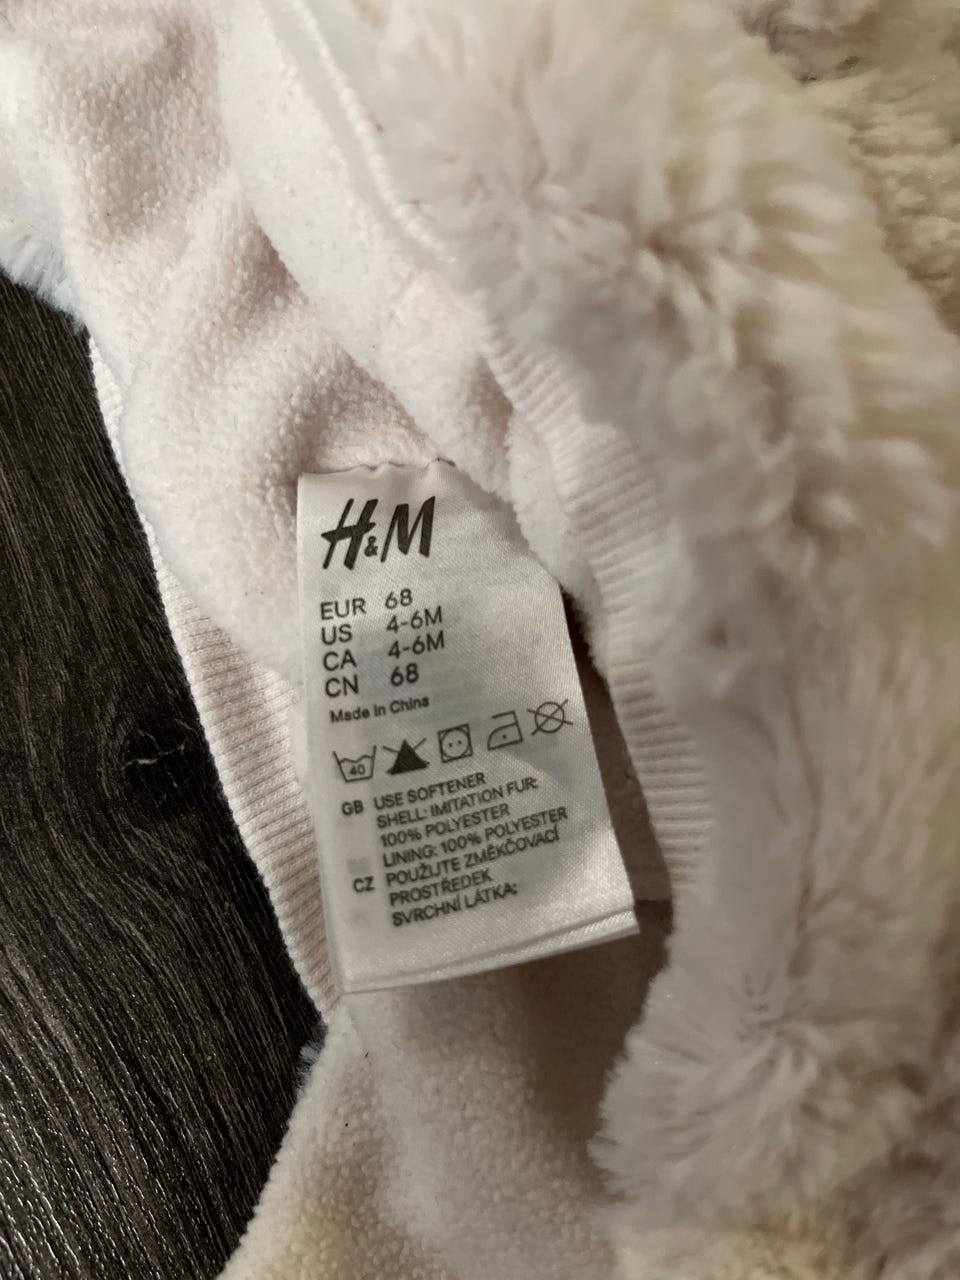 H&M
EUR 68
US 4-6M
CA 4-6M
CN 68
Made in China
40
GB USE SOFTENER
SHELL: IMITATION FUR:
100% POLYESTER
LINING: 100% POLYESTER
CZ POUŽIJTE ZMĚKČOVACÍ
PROSTŘEDEK
SVRCHNÍ LÁTKA: